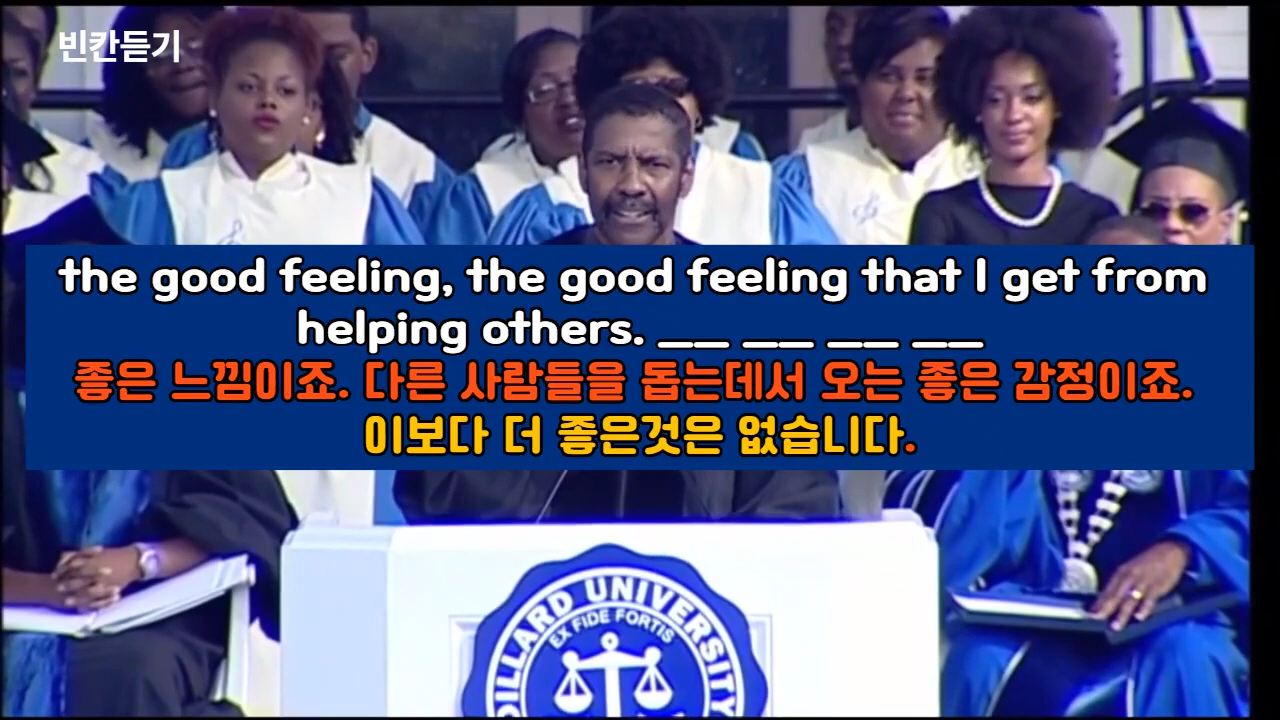 빈칸듣기
the good feeling, the good feeling that I get from
helping others. __ __ __ __
좋은 느낌이죠. 다른 사람들을 돕는데서 오는 좋은 감정이죠.
이보다 더 좋은것은 없습니다.
DILLARD UNIVERSITY
EX FIDE FORTIS